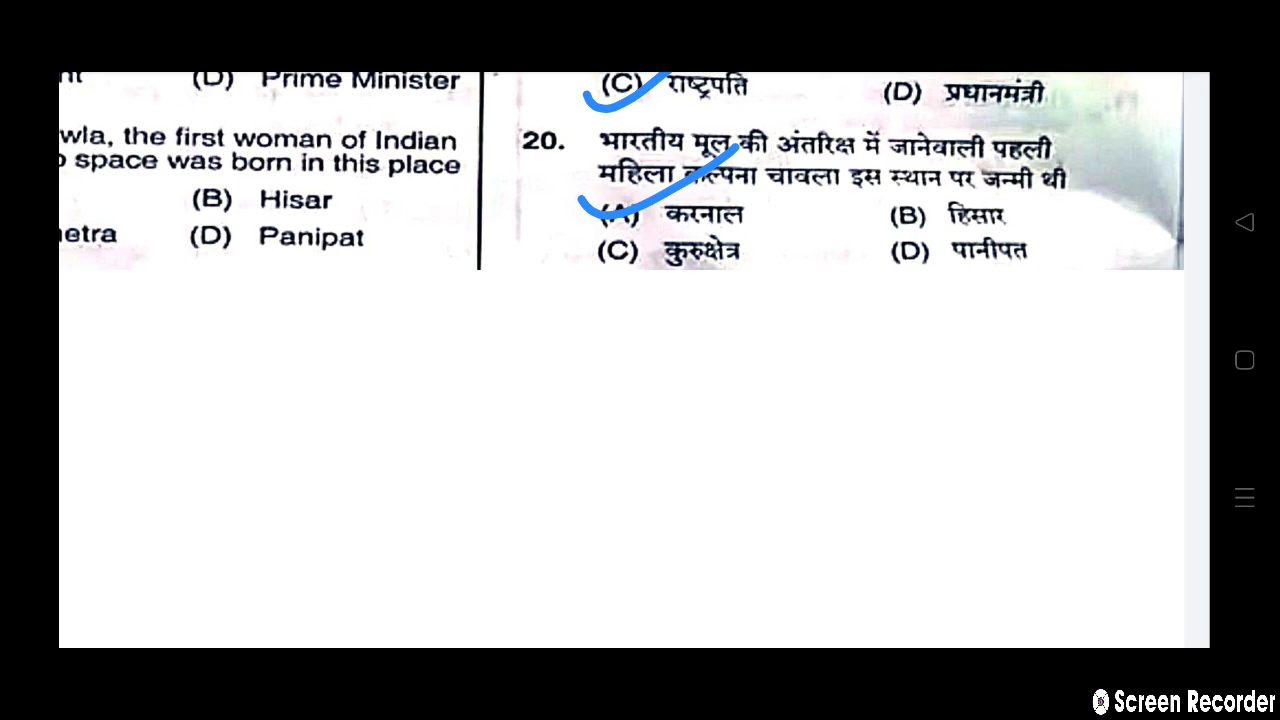 (D) Prime Minister
wla, the first woman of Indian
space was born in this place
(B) Hisar
etra (D) Panipat
(C) राष्ट्रपति (D) प्रधानमंत्री
20. भारतीय मूल की अंतरिक्ष में जानेवाली पहली
महिला कल्पना चावला इस स्थान पर जन्मी थी
(A) करनाल (B) हिसार
(C) कुरुक्षेत्र (D) पानीपत
Screen Recorder